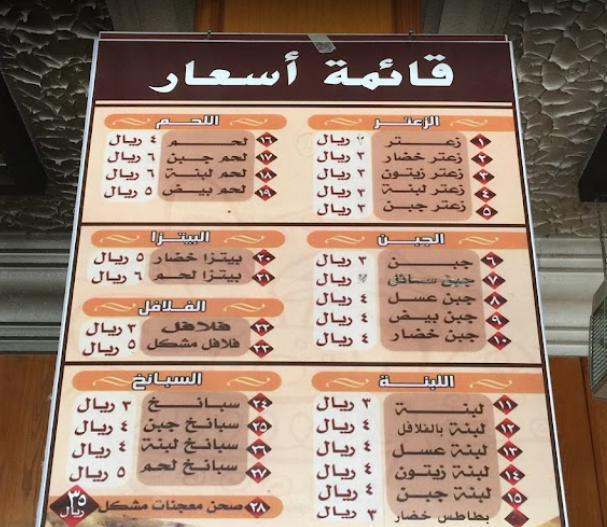 قائمة أسعار
الزعتر
١ زعتر ٢ ريال
٢ زعتر خضار ٣ ريال
٣ زعتر زيتون ٣ ريال
٤ زعتر لبنة ٣ ريال
٥ زعتر جبن ٣ ريال
اللحم
١٦ لحم ٤ ريال
١٧ لحم جبن ٦ ريال
١٨ لحم لبنة ٦ ريال
١٩ لحم بيض ٥ ريال
الجبن
٦ جبن ٣ ريال
٧ جبن سائل ريال
٨ جبن عسل ٤ ريال
٩ جبن بيض ٤ ريال
١٠ جبن خضار ٤ ريال
البيتزا
٢٠ بيتزا خضار ٥ ريال
٢١ بيتزا لحم ٦ ريال
الفلافل
٢٢ فلافل ٣ ريال
٢٣ فلافل مشكل ٥ ريال
اللبنة
١١ لبنة ٣ ريال
١٢ لبنة بالفلافل ٤ ريال
١٣ لبنة عسل ٤ ريال
١٤ لبنة زيتون ٤ ريال
١٥ لبنة جبن ٤ ريال
بطاطس خضار ٣ ريال
السبانخ
٢٤ سبانخ ٣ ريال
٢٥ سبانخ جبن ٤ ريال
٢٦ سبانخ لبنة ٤ ريال
٢٧ سبانخ لحم ٥ ريال
٢٨ صحن معجنات مشكل ٣٥ ريال